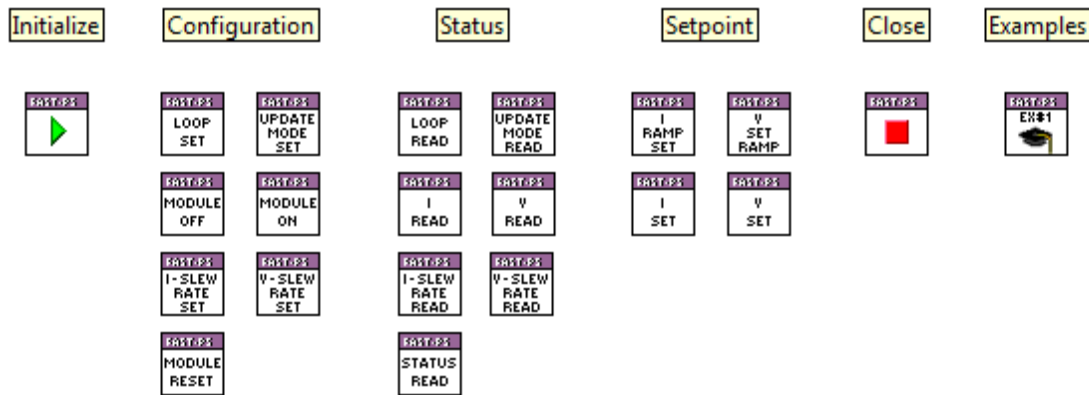 Initialize Configuration Status Setpoint Close Examples
FAST-PS FAST-PS FAST-PS FAST-PS FAST-PS FAST-PS FAST-PS FAST-PS FAST-PS
LOOP SET UPDATE MODE SET LOOP READ UPDATE MODE READ I RAMP SET V SET RAMP EX#1
FAST-PS FAST-PS FAST-PS FAST-PS FAST-PS FAST-PS
MODULE OFF MODULE ON I READ V READ I SET V SET
FAST-PS FAST-PS FAST-PS FAST-PS
I-SLEW RATE SET V-SLEW RATE SET I-SLEW RATE READ V-SLEW RATE READ
FAST-PS FAST-PS
MODULE RESET STATUS READ